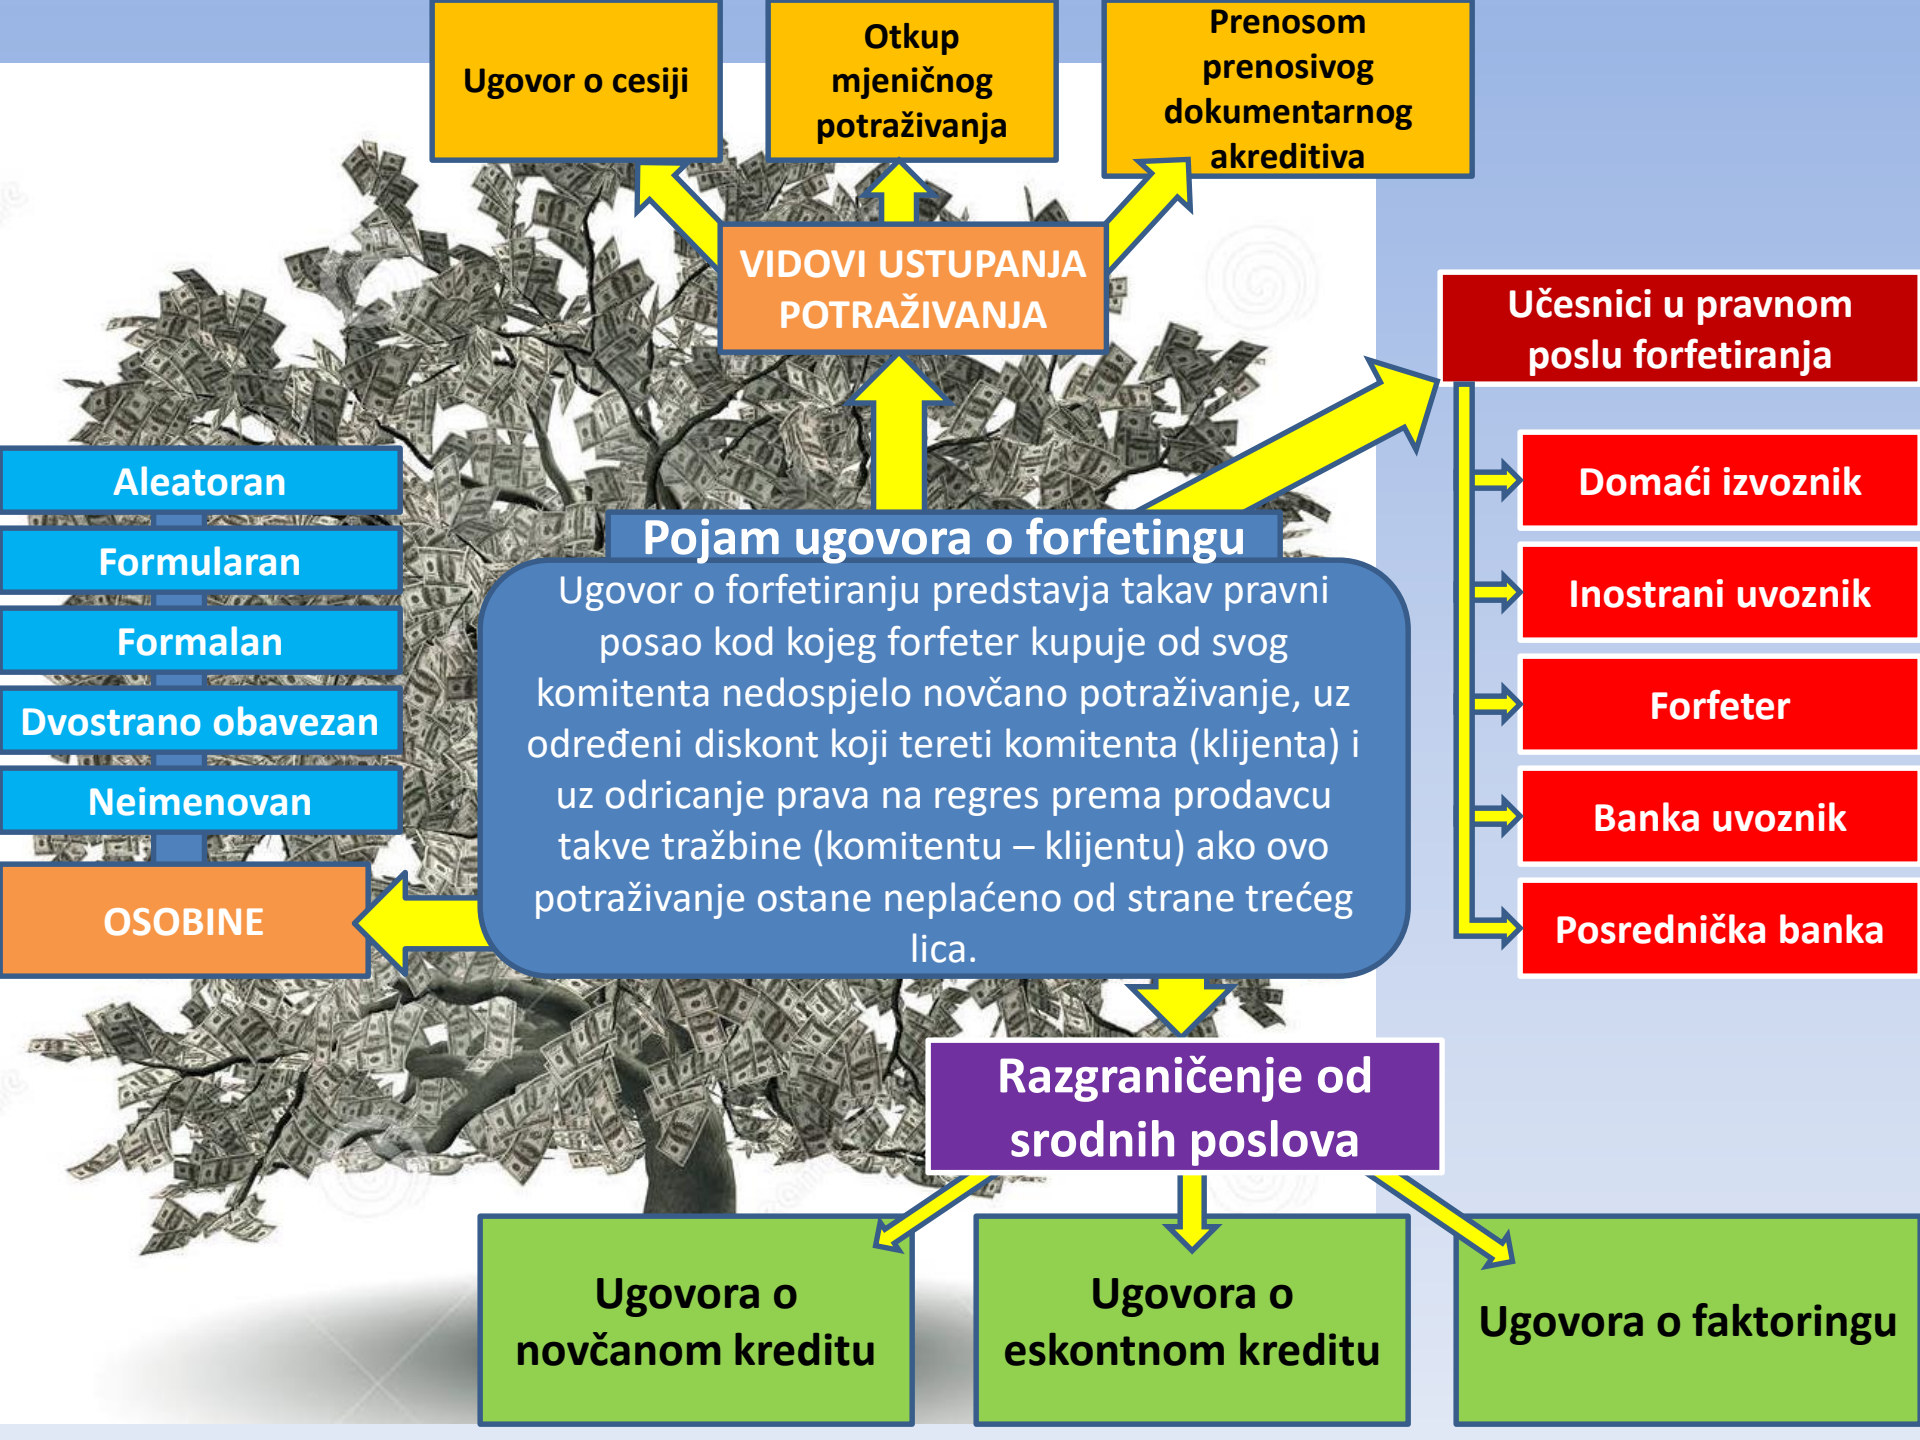 Ugovor o cesiji
Otkup
mjeničnog
potraživanja
Prenosom
prenosivog
dokumentarnog
akreditiva
VIDOVI USTUPANJA
POTRAŽIVANJA
Učesnici u pravnom
poslu forfetiranja
Domaći izvoznik
Inostrani uvoznik
Forfeter
Banka uvoznik
Posrednička banka
Aleatoran
Formularan
Formalan
Dvostrano obavezan
Neimenovan
OSOBINE
Pojam ugovora o forfetingu
Ugovor o forfetiranju predstavja takav pravni
posao kod kojeg forfeter kupuje od svog
komitenta nedospjelo novčano potraživanje, uz
određeni diskont koji tereti komitenta (klijenta) i
uz odricanje prava na regres prema prodavcu
takve tražbine (komitentu – klijentu) ako ovo
potraživanje ostane neplaćeno od strane trećeg
lica.
Razgraničenje od
srodnih poslova
Ugovora o
novčanom kreditu
Ugovora o
eskontnom kreditu
Ugovora o faktoringu